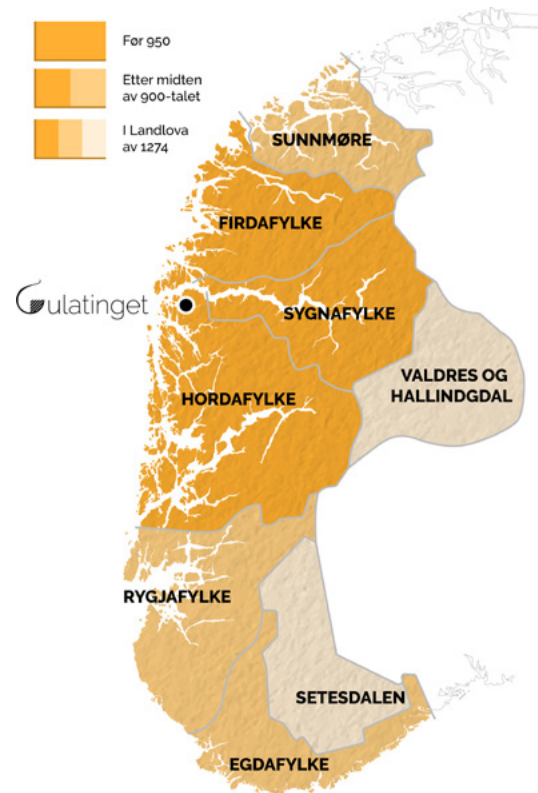 Før 950
Etter midten
av 900-talet
I Landlova
av 1274
SUNNMØRE
FIRDAFYLKE
Gulatinget
SYGNAFYLKE
VALDRES OG
HALLINDGDAL
HORDAFYLKE
RYGJAFYLKE
SETESDALEN
EGDAFYLKE